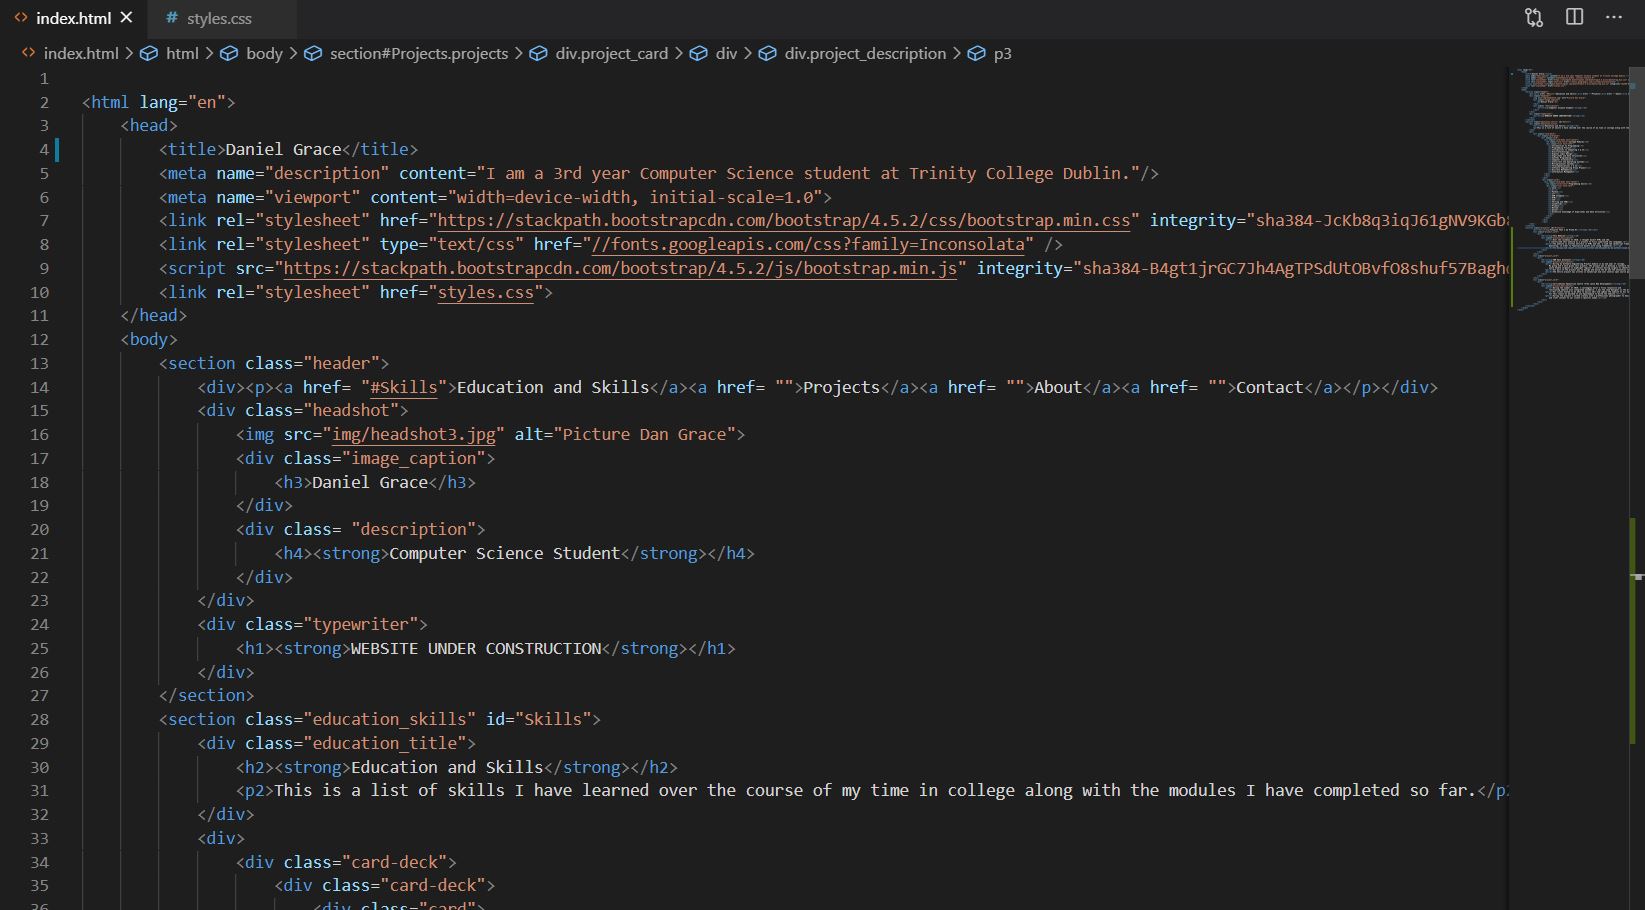 index.html
styles.css
index.html > html > body > section#Projects.projects > div.project_card > div > div.project_description > p3
1
2 <html lang="en">
3 <head>
4 <title>Daniel Grace</title>
5 <meta name="description" content="I am a 3rd year Computer Science student at Trinity College Dublin."/>
6 <meta name="viewport" content="width=device-width, initial-scale=1.0">
7 <link rel="stylesheet" href="https://stackpath.bootstrapcdn.com/bootstrap/4.5.2/css/bootstrap.min.css" integrity="sha384-JcKb8q3iqJ61gNV9KGb8
8 <link rel="stylesheet" type="text/css" href="//fonts.googleapis.com/css?family=Inconsolata" />
9 <script src="https://stackpath.bootstrapcdn.com/bootstrap/4.5.2/js/bootstrap.min.js" integrity="sha384-B4gt1jrGC7Jh4AgTPSdUtOBvfO8shuf57Baghq
10 <link rel="stylesheet" href="styles.css">
11 </head>
12 <body>
13 <section class="header">
14 <div><p><a href= "#Skills">Education and Skills</a><a href= "">Projects</a><a href= "">About</a><a href= "">Contact</a></p></div>
15 <div class="headshot">
16 <img src="img/headshot3.jpg" alt="Picture Dan Grace">
17 <div class="image_caption">
18 <h3>Daniel Grace</h3>
19 </div>
20 <div class= "description">
21 <h4><strong>Computer Science Student</strong></h4>
22 </div>
23 </div>
24 <div class="typewriter">
25 <h1><strong>WEBSITE UNDER CONSTRUCTION</strong></h1>
26 </div>
27 </section>
28 <section class="education_skills" id="Skills">
29 <div class="education_title">
30 <h2><strong>Education and Skills</strong></h2>
31 <p2>This is a list of skills I have learned over the course of my time in college along with the modules I have completed so far.</p2
32 </div>
33 <div>
34 <div class="card-deck">
35 <div class="card-deck">
36 <div class="card">